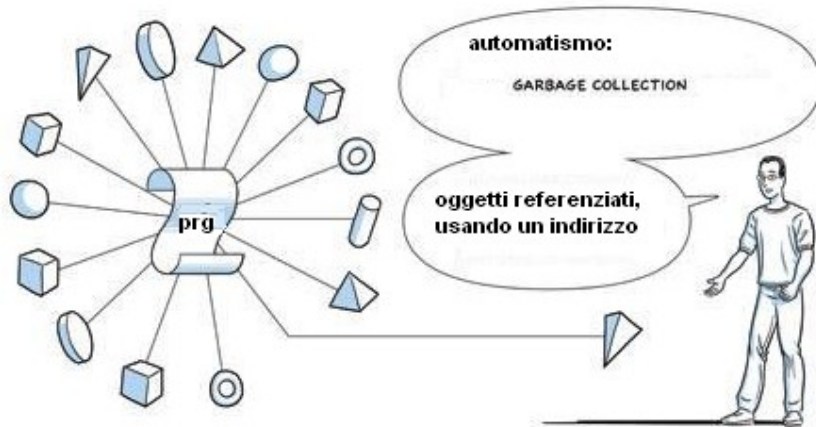 automatismo:
GARBAGE COLLECTION
oggetti referenziati,
usando un indirizzo
prg